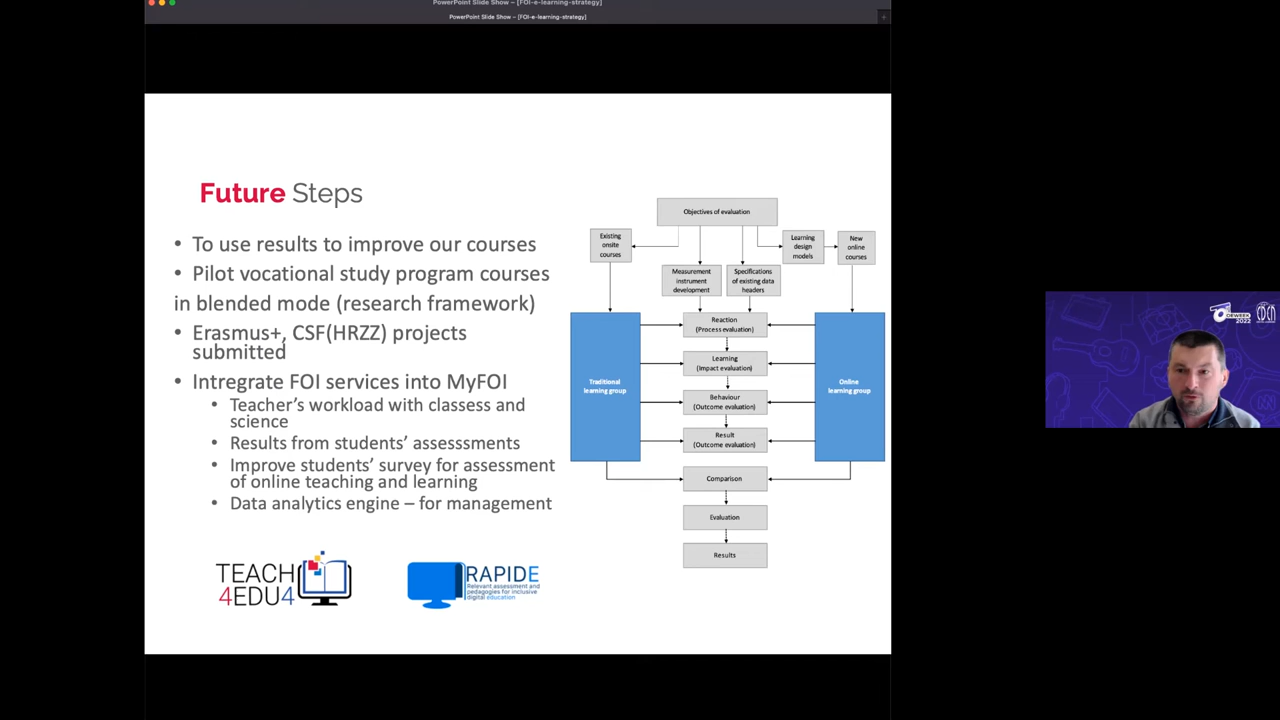 PowerPoint Slide Show – [FOI-e-learning-strategy]
PowerPoint Slide Show – [FOI-e-learning-strategy]
Future Steps
• To use results to improve our courses
• Pilot vocational study program courses
in blended mode (research framework)
• Erasmus+, CSF(HRZZ) projects
submitted
• Intregrate FOI services into MyFOI
• Teacher's workload with classess and
science
• Results from students' assesssments
• Improve students' survey for assessment
of online teaching and learning
• Data analytics engine – for management
TEACH
4EDU4
RAPIDE
Relevant assessment and
pedagogies for inclusive
digital education
Objectives of evaluation
Existing
onsite
courses
Learning
design
models
New
online
courses
Measurement
instrument
development
Specifications
of existing data
headers
Reaction
(Process evaluation)
Learning
(Impact evaluation)
Behaviour
(Outcome evaluation)
Result
(Outcome evaluation)
Traditional
learning group
Online
learning group
Comparison
Evaluation
Results
OEWEEK
2022
EDEN